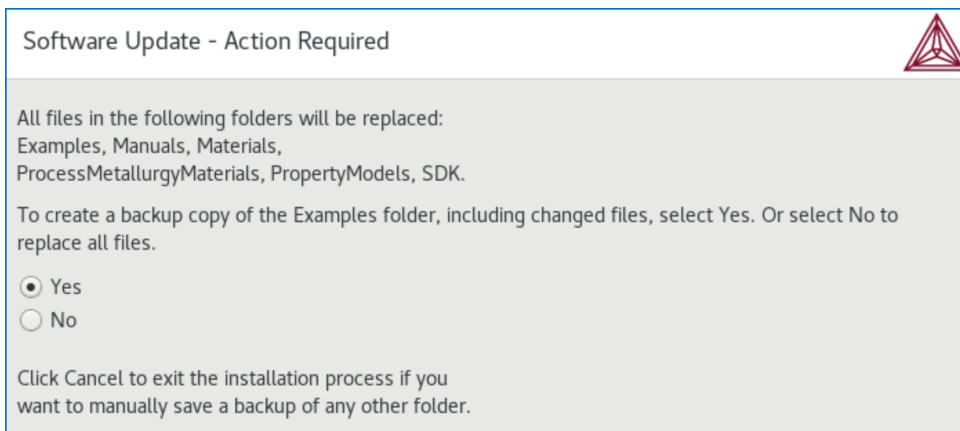 Software Update - Action Required
All files in the following folders will be replaced:
Examples, Manuals, Materials,
ProcessMetallurgyMaterials, PropertyModels, SDK.
To create a backup copy of the Examples folder, including changed files, select Yes. Or select No to
replace all files.
Yes
No
Click Cancel to exit the installation process if you
want to manually save a backup of any other folder.